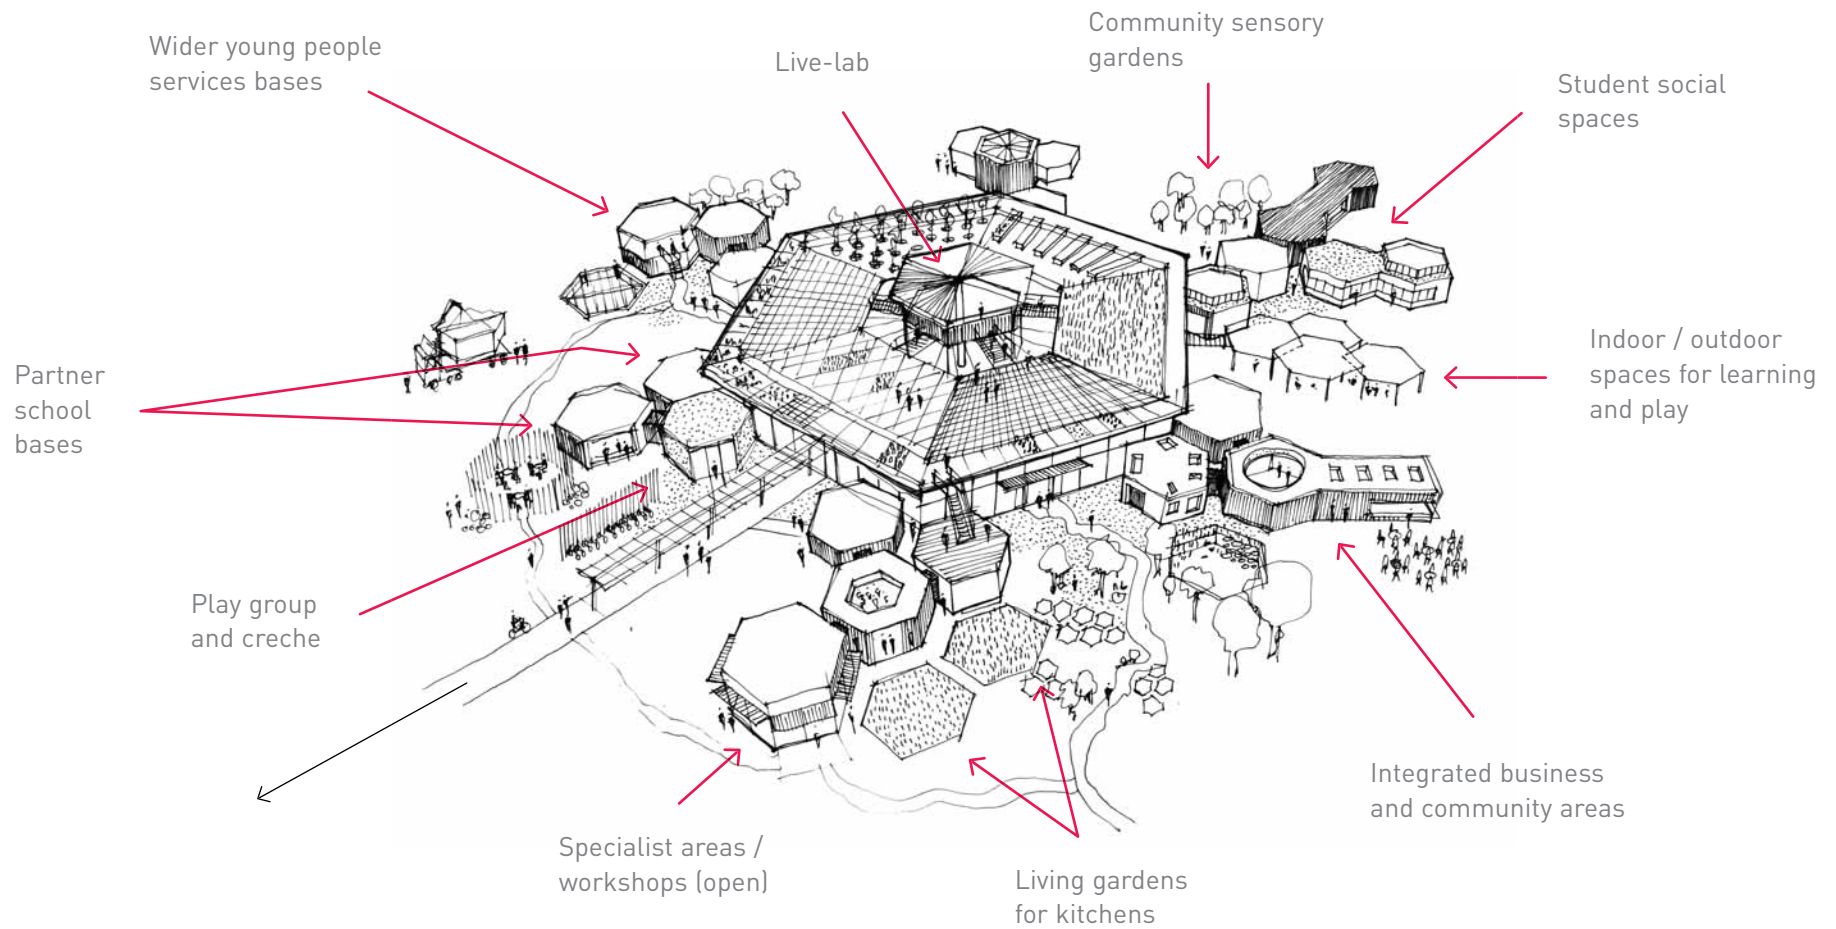 Wider young people
services bases
Live-lab
Community sensory
gardens
Student social
spaces
Partner
school
bases
Indoor / outdoor
spaces for learning
and play
Play group
and creche
Integrated business
and community areas
Specialist areas /
workshops (open)
Living gardens
for kitchens